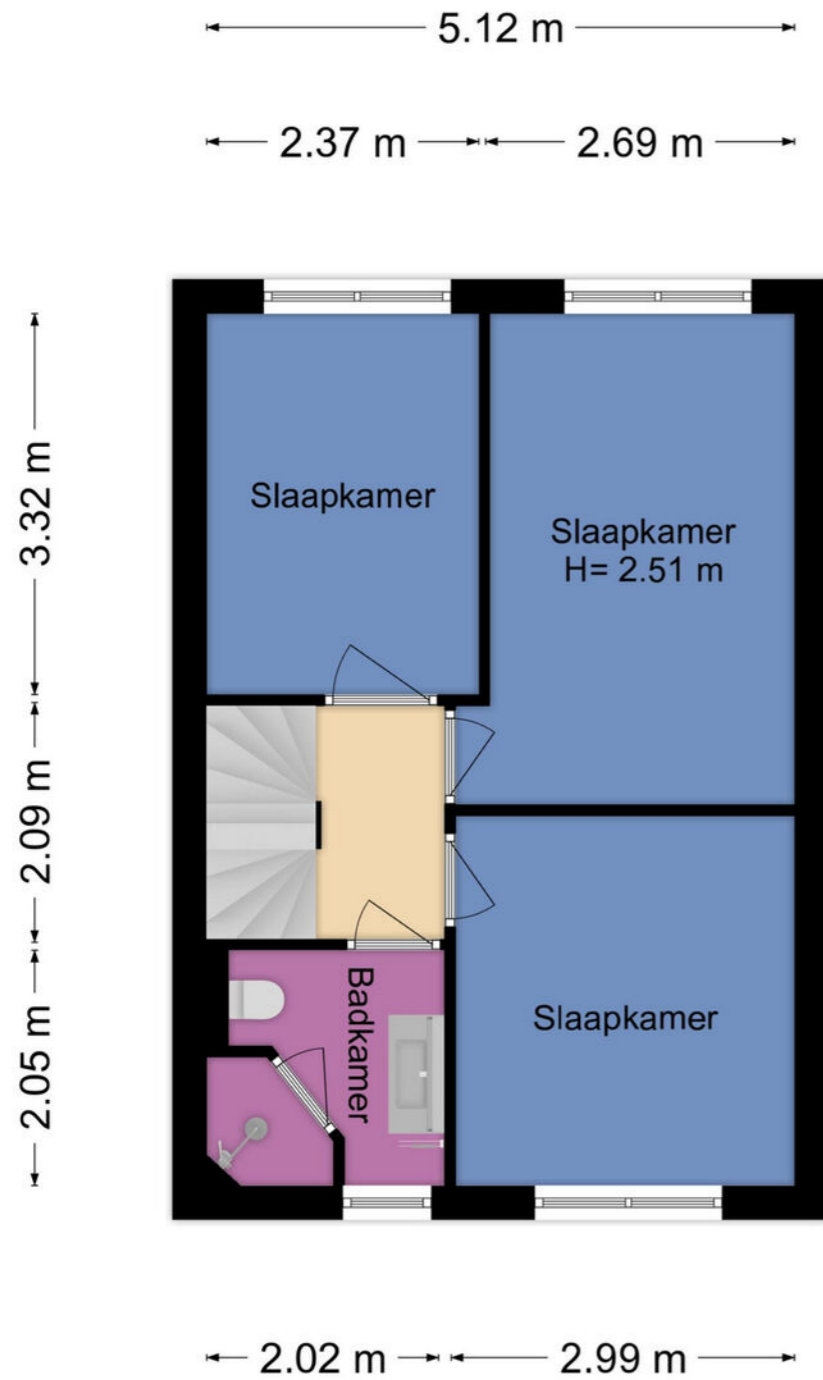 5.12 m
2.37 m
2.69 m
3.32 m
Slaapkamer
Slaapkamer
H= 2.51 m
2.09 m
2.05 m
Badkamer
Slaapkamer
2.02 m
2.99 m